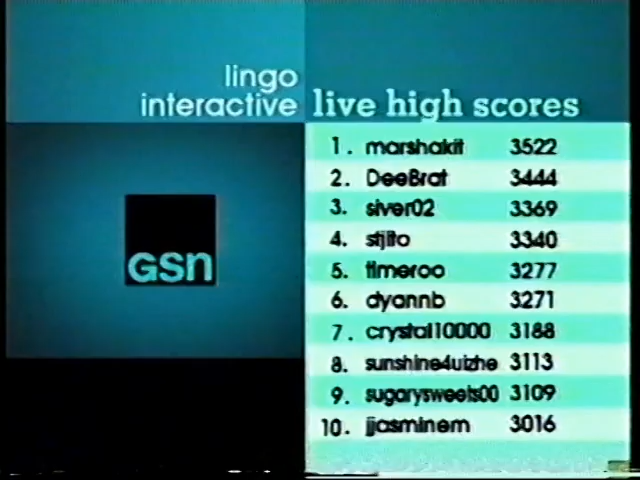 lingo
interactive
live high scores
1. marshakit 3522
2. DeeBrat 3444
3. siver02 3369
4. stjito 3340
5. timeroo 3277
6. dyannb 3271
7. crystal10000 3188
8. sunshine4uizhe 3113
9. sugarysweets00 3109
10. jjasminem 3016
GSN